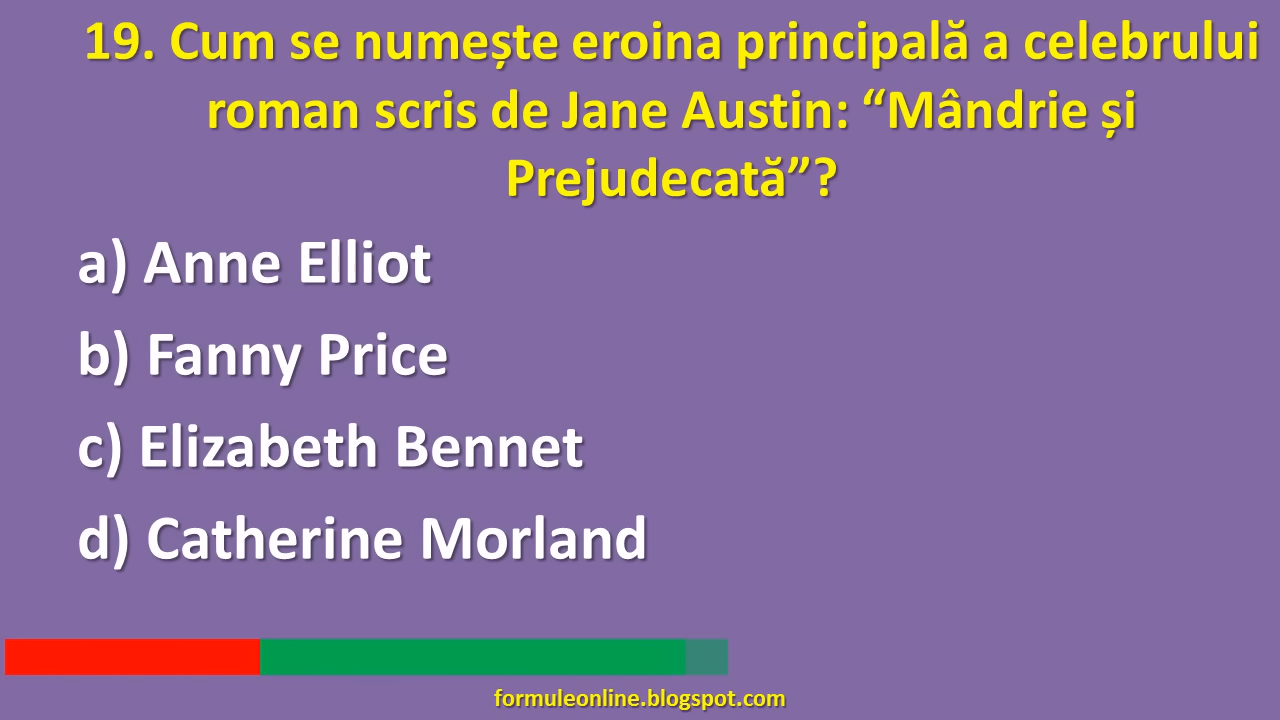 19. Cum se numește eroina principală a celebrului
roman scris de Jane Austin: “Mândrie și
Prejudecată”?
a) Anne Elliot
b) Fanny Price
c) Elizabeth Bennet
d) Catherine Morland
formuleonline.blogspot.com